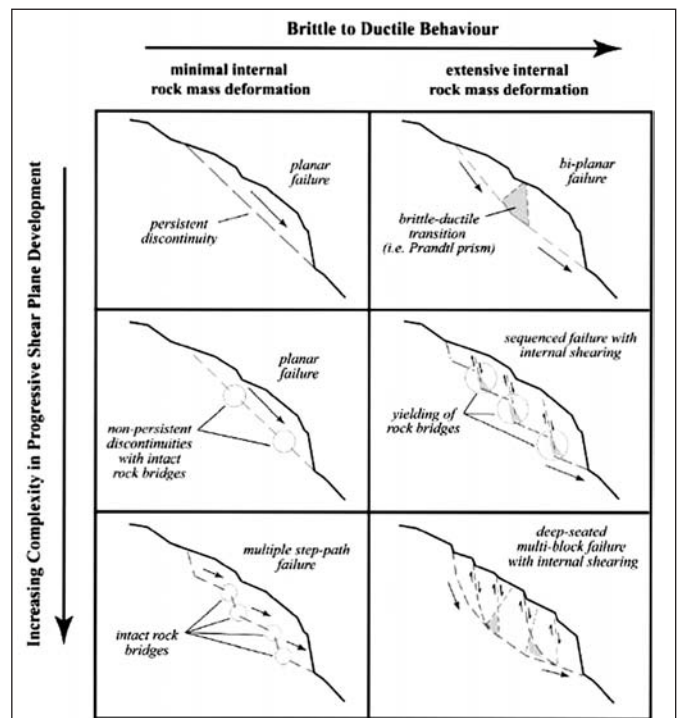 Brittle to Ductile Behaviour
minimal internal
rock mass deformation
extensive internal
rock mass deformation
Increasing Complexity in Progressive Shear Plane Development
planar
failure
persistent
discontinuity
bi-planar
failure
brittle-ductile
transition
(i.e. Prandtl prism)
planar
failure
non-persistent
discontinuities
with intact
rock bridges
sequenced failure with
internal shearing
yielding of
rock bridges
multiple step-path
failure
intact rock
bridges
deep-seated
multi-block failure
with internal shearing